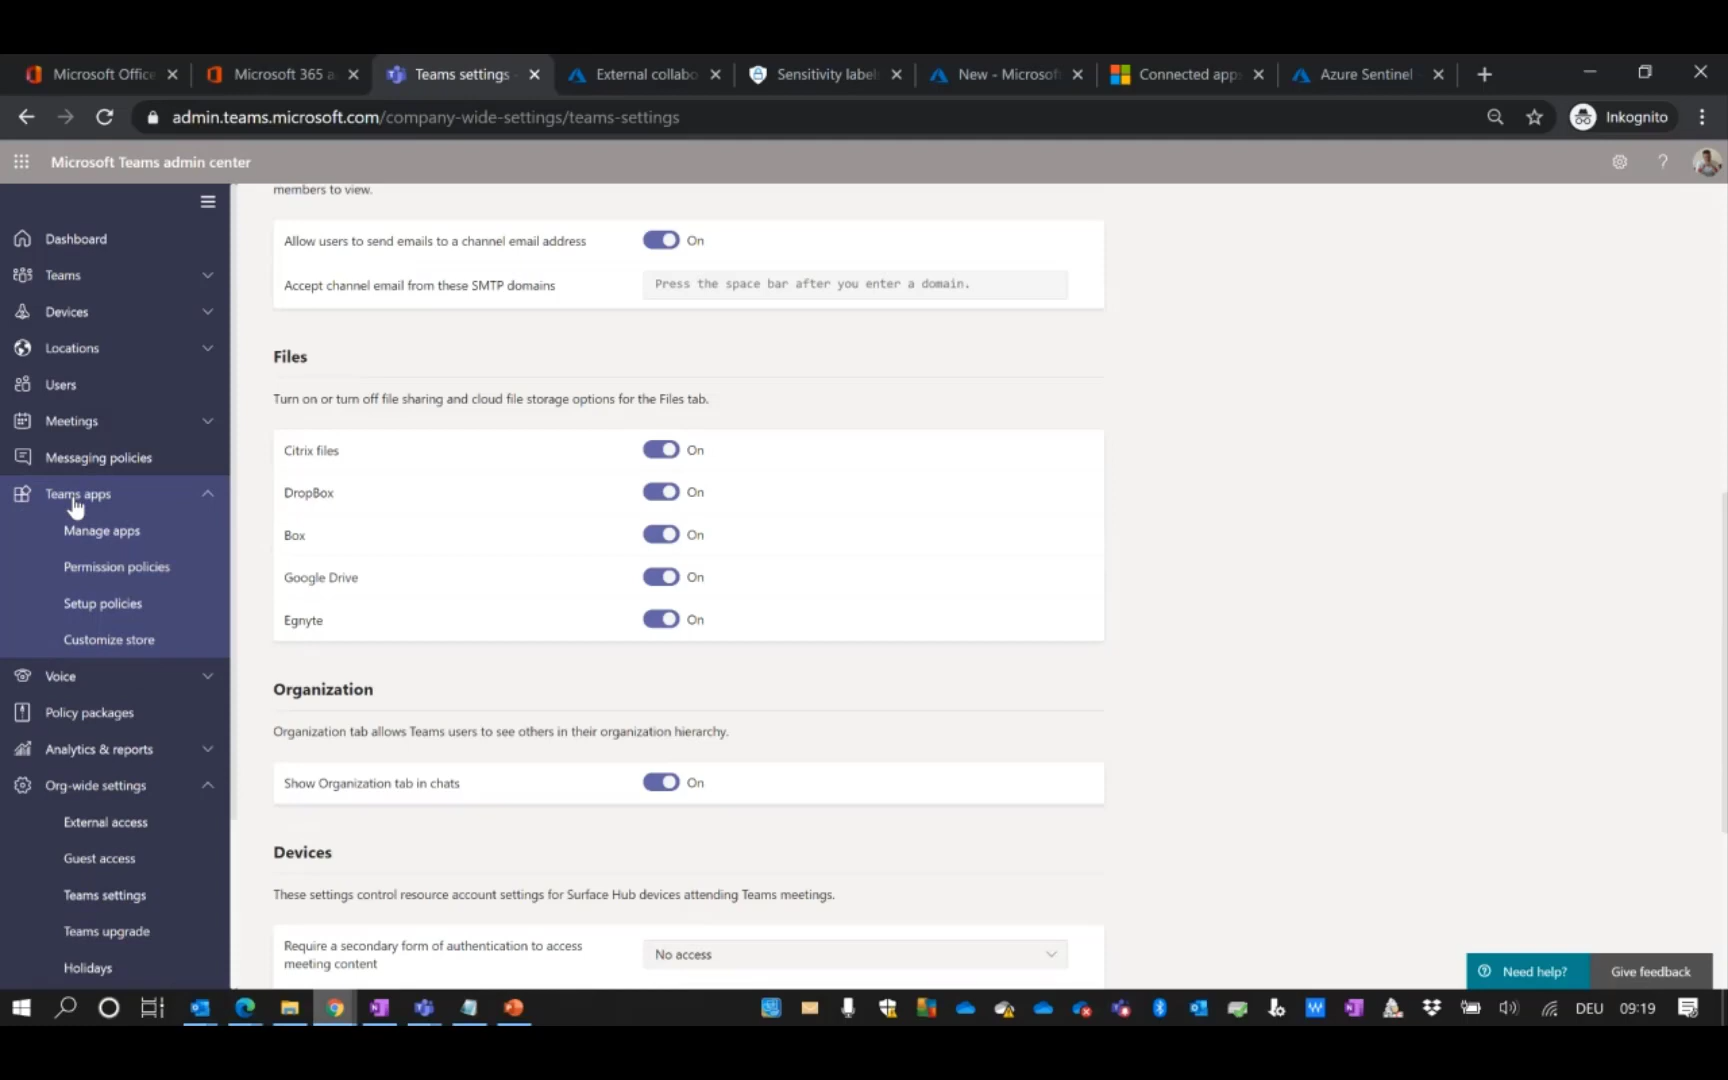 Microsoft Office
Microsoft 365 a
Teams settings -
External collabo
Sensitivity label
New - Microsof
Connected app
Azure Sentinel
admin.teams.microsoft.com/company-wide-settings/teams-settings
Inkognito
Microsoft Teams admin center
?
Dashboard
Teams
Devices
Locations
Users
Meetings
Messaging policies
Teams apps
Manage apps
Permission policies
Setup policies
Customize store
Voice
Policy packages
Analytics & reports
Org-wide settings
External access
Guest access
Teams settings
Teams upgrade
Holidays
members to view.
Allow users to send emails to a channel email address
On
Accept channel email from these SMTP domains
Press the space bar after you enter a domain.
Files
Turn on or turn off file sharing and cloud file storage options for the Files tab.
Citrix files
On
DropBox
On
Box
On
Google Drive
On
Egnyte
On
Organization
Organization tab allows Teams users to see others in their organization hierarchy.
Show Organization tab in chats
On
Devices
These settings control resource account settings for Surface Hub devices attending Teams meetings.
Require a secondary form of authentication to access
meeting content
No access
Need help?
Give feedback
DEU
09:19